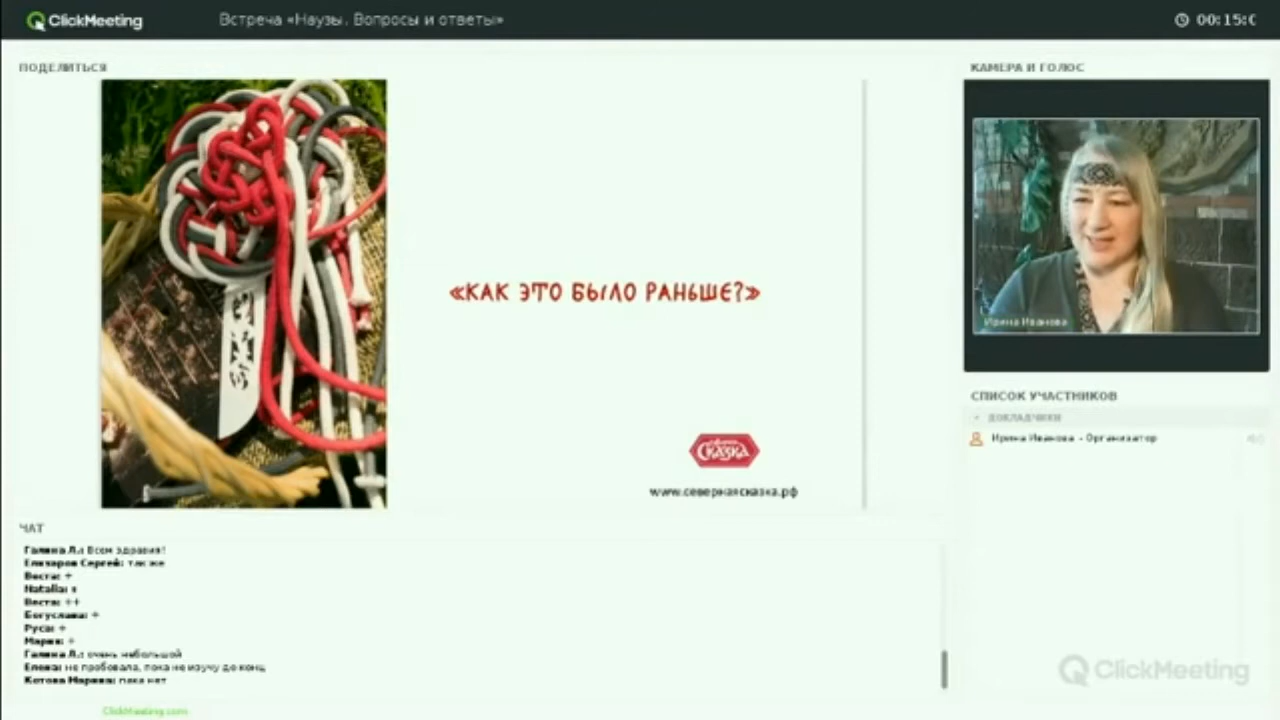 ClickMeeting
Встреча «Наузы. Вопросы и ответы»
00:15:
ПОДЕЛИТЬСЯ
КАМЕРА И ГОЛОС
«КАК ЭТО БЫЛО РАНЬШЕ?»
Ирина Иванова
СПИСОК УЧАСТНИКОВ
ДОКЛАДЧИКИ
Ирина Иванова - Организатор
СКАЗКА
www.севернаясказка.рф
ЧАТ
Галина Л.: Всем здравия!
Елизаров Сергей: так же
Веста: +
Natalia:
Веста: ++
Богуслава: +
Руса: +
Мария: +
Галина Л.: очень небольшой
Елена: не пробовала, пока не изучу до конц
Котова Марина: пока нет
ClickMeeting
ClickMeeting.com